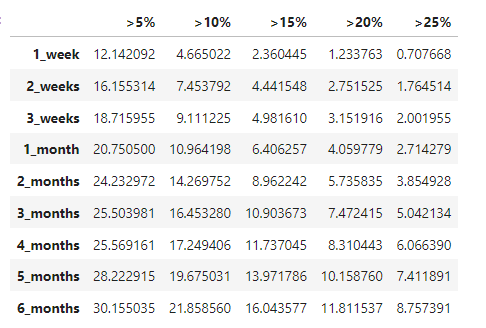 >5% >10% >15% >20% >25%
1_week 12.142092 4.665022 2.360445 1.233763 0.707668
2_weeks 16.155314 7.453792 4.441548 2.751525 1.764514
3_weeks 18.715955 9.111225 4.981610 3.151916 2.001955
1_month 20.750500 10.964198 6.406257 4.059779 2.714279
2_months 24.232972 14.269752 8.962242 5.735835 3.854928
3_months 25.503981 16.453280 10.903673 7.472415 5.042134
4_months 25.569161 17.249406 11.737045 8.310443 6.066390
5_months 28.222915 19.675031 13.971786 10.158760 7.411891
6_months 30.155035 21.858560 16.043577 11.811537 8.757391